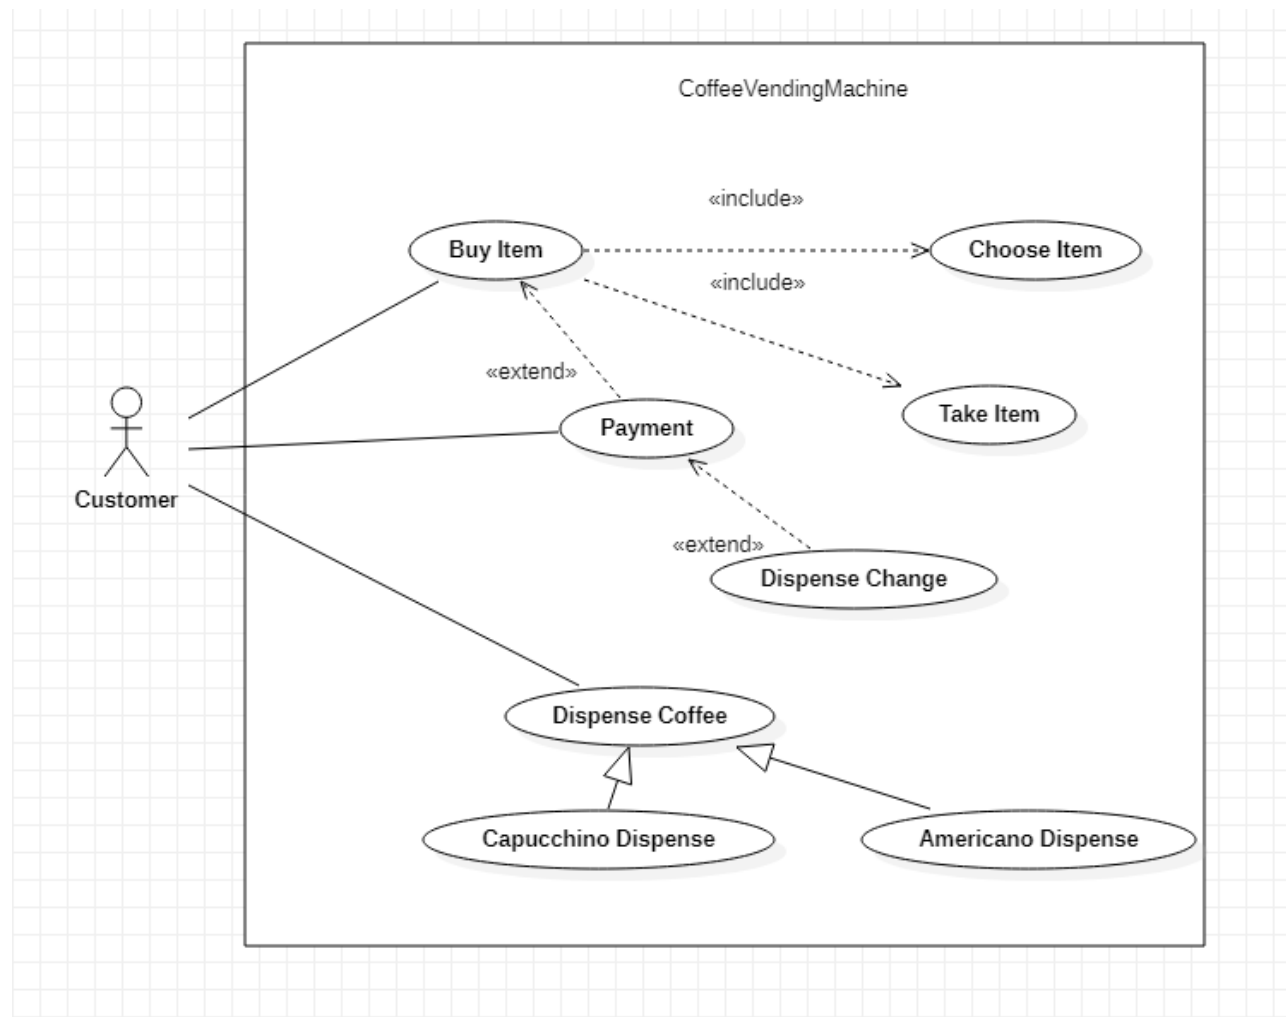 CoffeeVendingMachine
«include»
Buy Item
Choose Item
«include»
«extend»
Take Item
Payment
Customer
«extend»
Dispense Change
Dispense Coffee
Capucchino Dispense
Americano Dispense